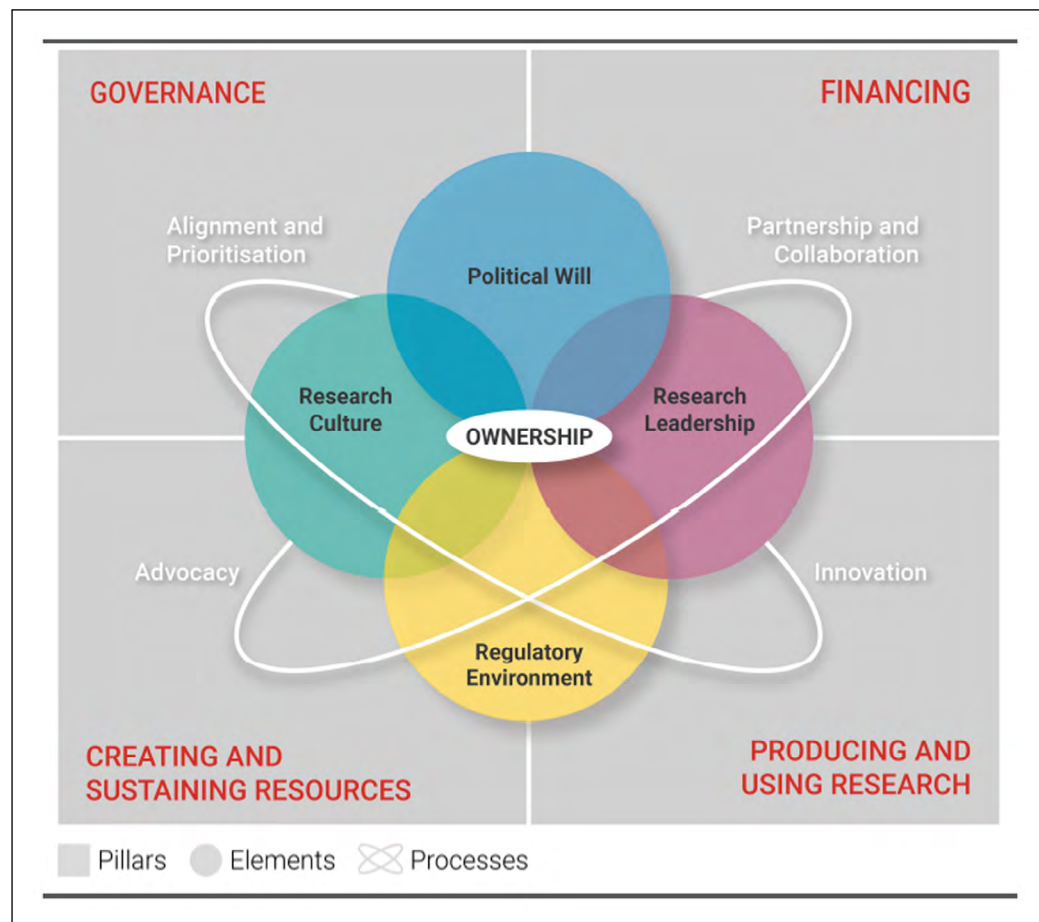 GOVERNANCE
FINANCING
Alignment and
Prioritisation
Partnership and
Collaboration
Political Will
Research
Culture
Research
Leadership
OWNERSHIP
Advocacy
Innovation
Regulatory
Environment
CREATING AND
SUSTAINING RESOURCES
PRODUCING AND
USING RESEARCH
Pillars
Elements
Processes